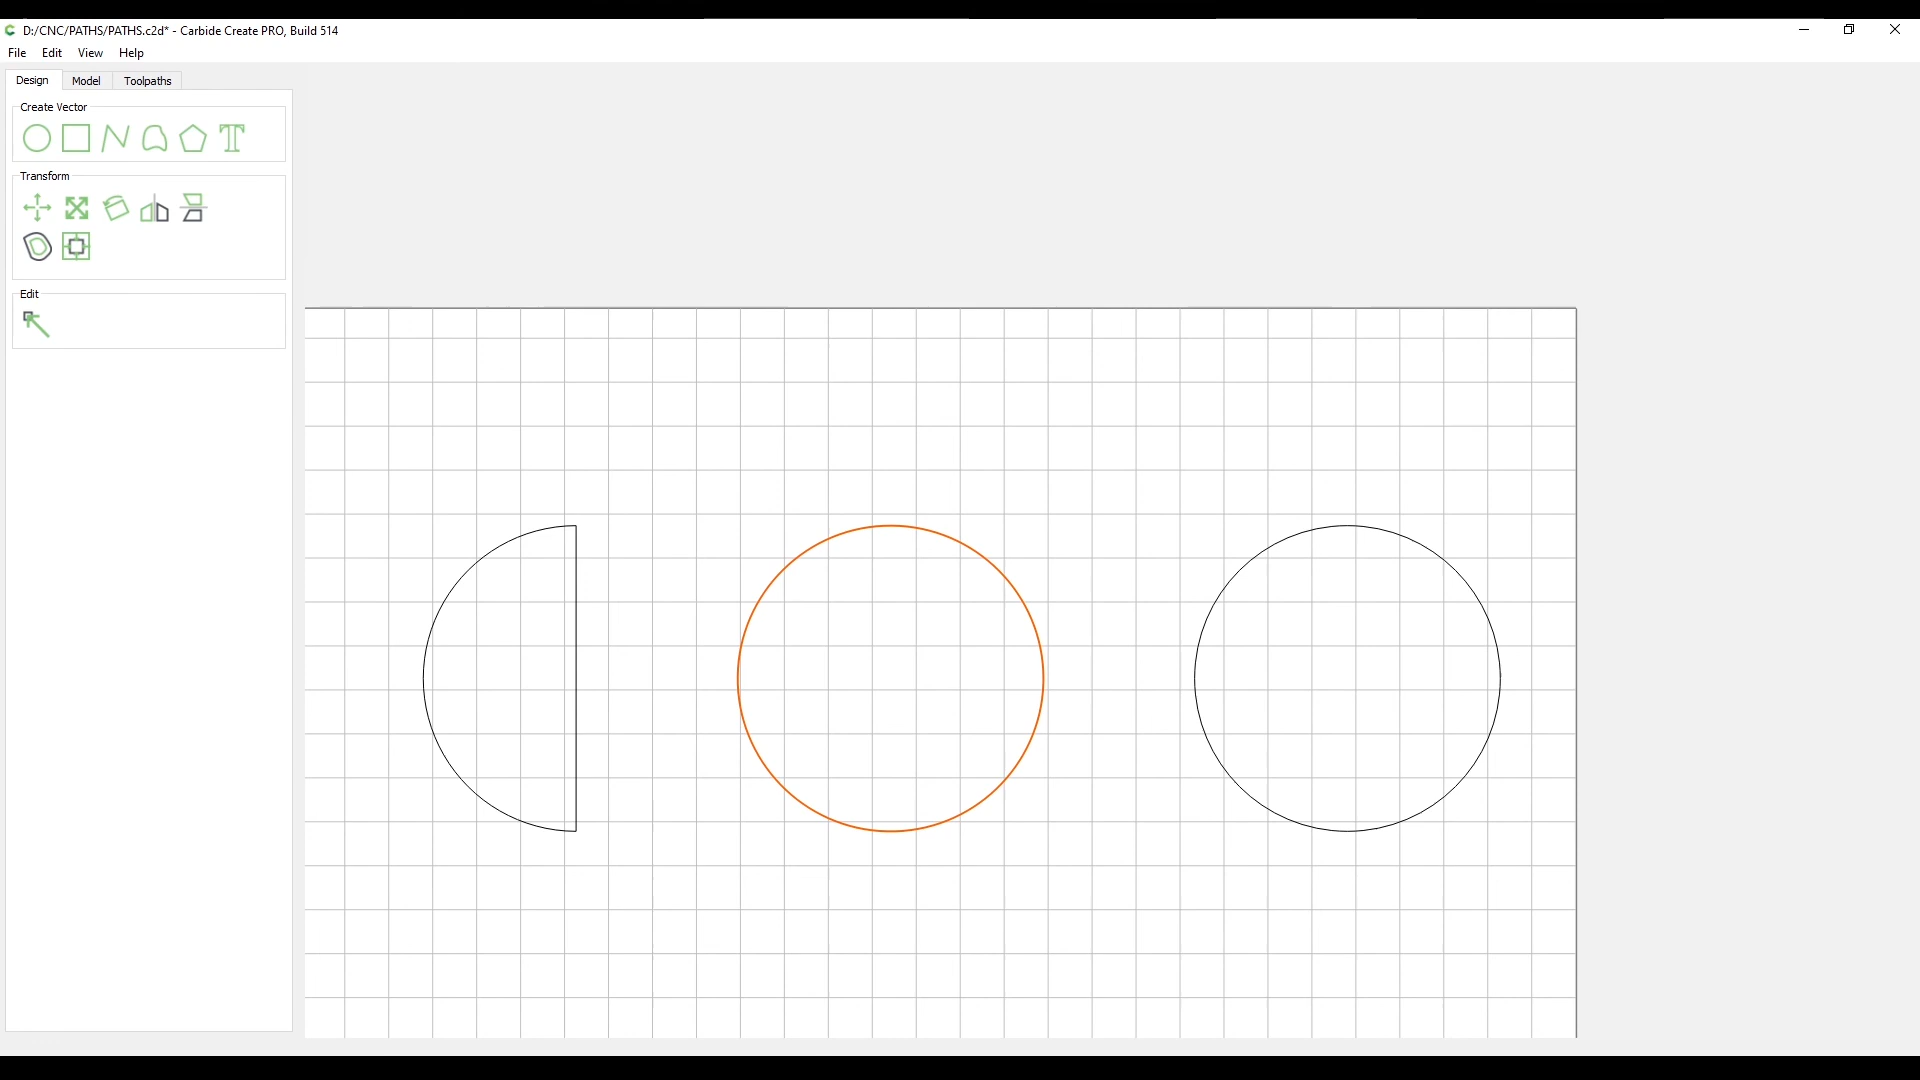 D:/CNC/PATHS/PATHS.c2d* - Carbide Create PRO, Build 514
File Edit View Help
Design Model Toolpaths
Create Vector
Transform
Edit